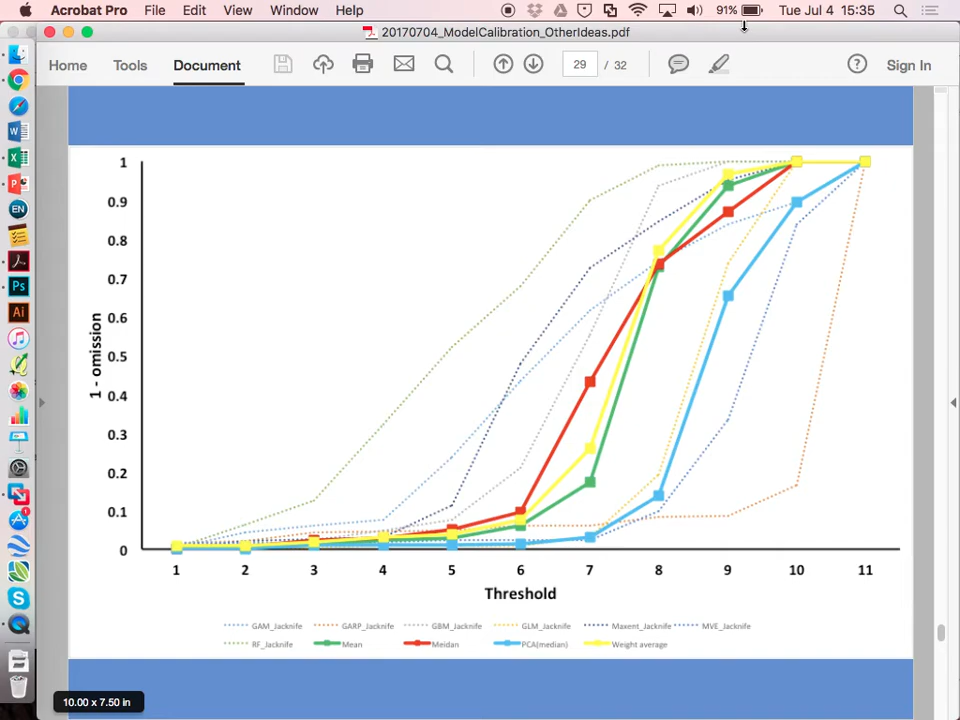 Acrobat Pro File Edit View Window Help 91% Tue Jul 4 15:35
20170704_ModelCalibration_OtherIdeas.pdf
Home Tools Document 29 / 32 Sign In
1
0.9
0.8
0.7
0.6
0.5
0.4
0.3
0.2
0.1
0
1 - omission
1 2 3 4 5 6 7 8 9 10 11
Threshold
GAM_Jacknife GARP_Jacknife GBM_Jacknife GLM_Jacknife Maxent_Jacknife MVE_Jacknife
RF_Jacknife Mean Meidan PCA(median) Weight average
10.00 x 7.50 in
EN
Ps
Ai